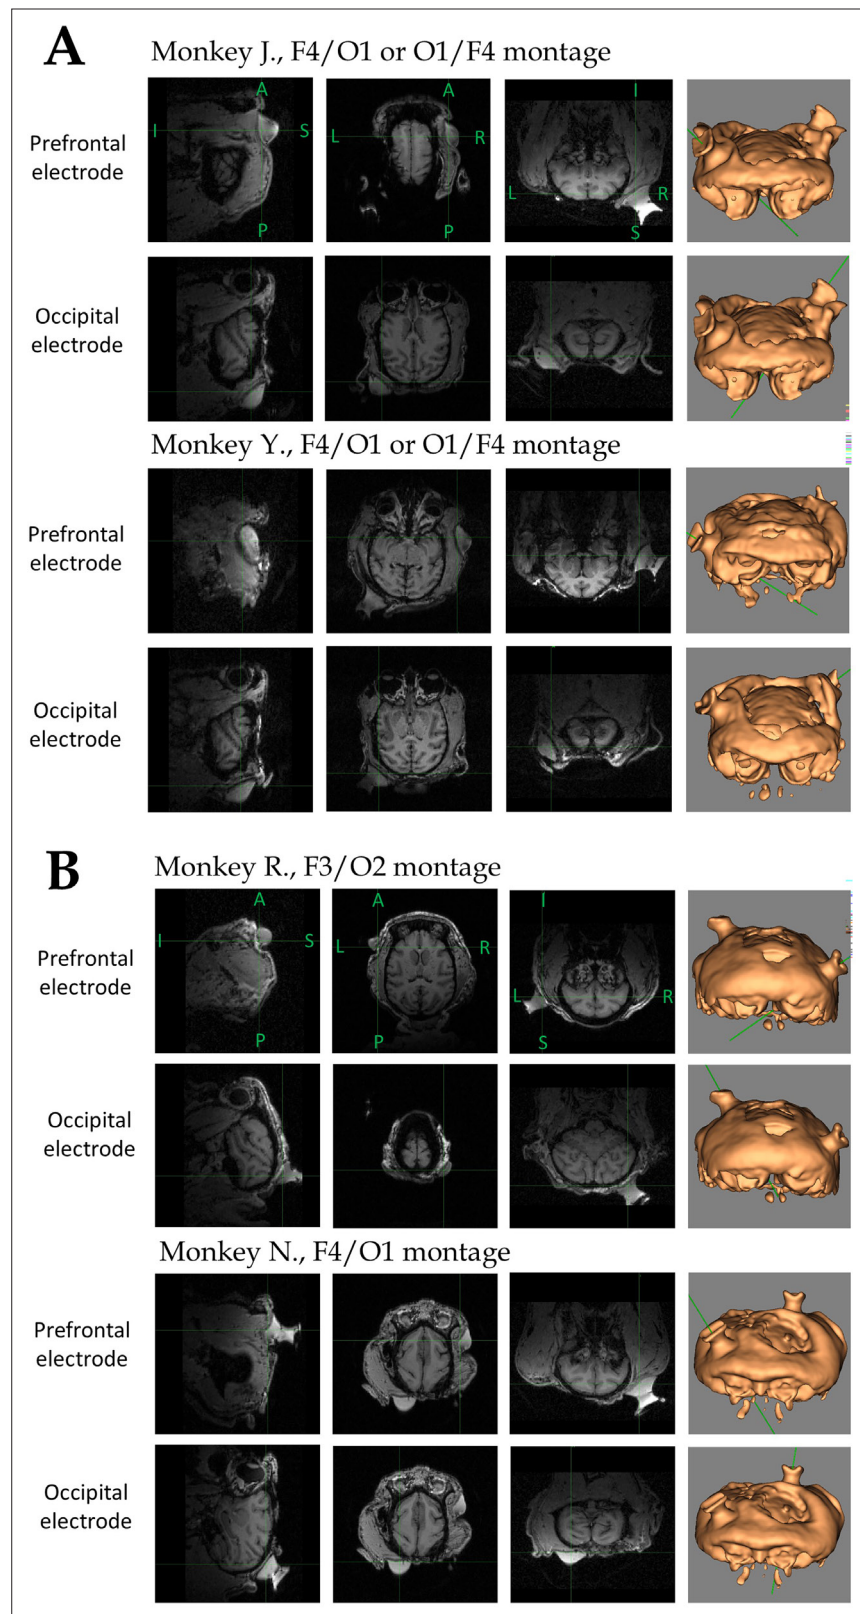 A
Monkey J., F4/O1 or O1/F4 montage
Prefrontal
electrode
A
I
S
P
A
L
R
P
I
L
R
S
Occipital
electrode
Monkey Y., F4/O1 or O1/F4 montage
Prefrontal
electrode
Occipital
electrode
B
Monkey R., F3/O2 montage
Prefrontal
electrode
A
I
S
P
A
L
R
P
I
L
R
S
Occipital
electrode
Monkey N., F4/O1 montage
Prefrontal
electrode
Occipital
electrode